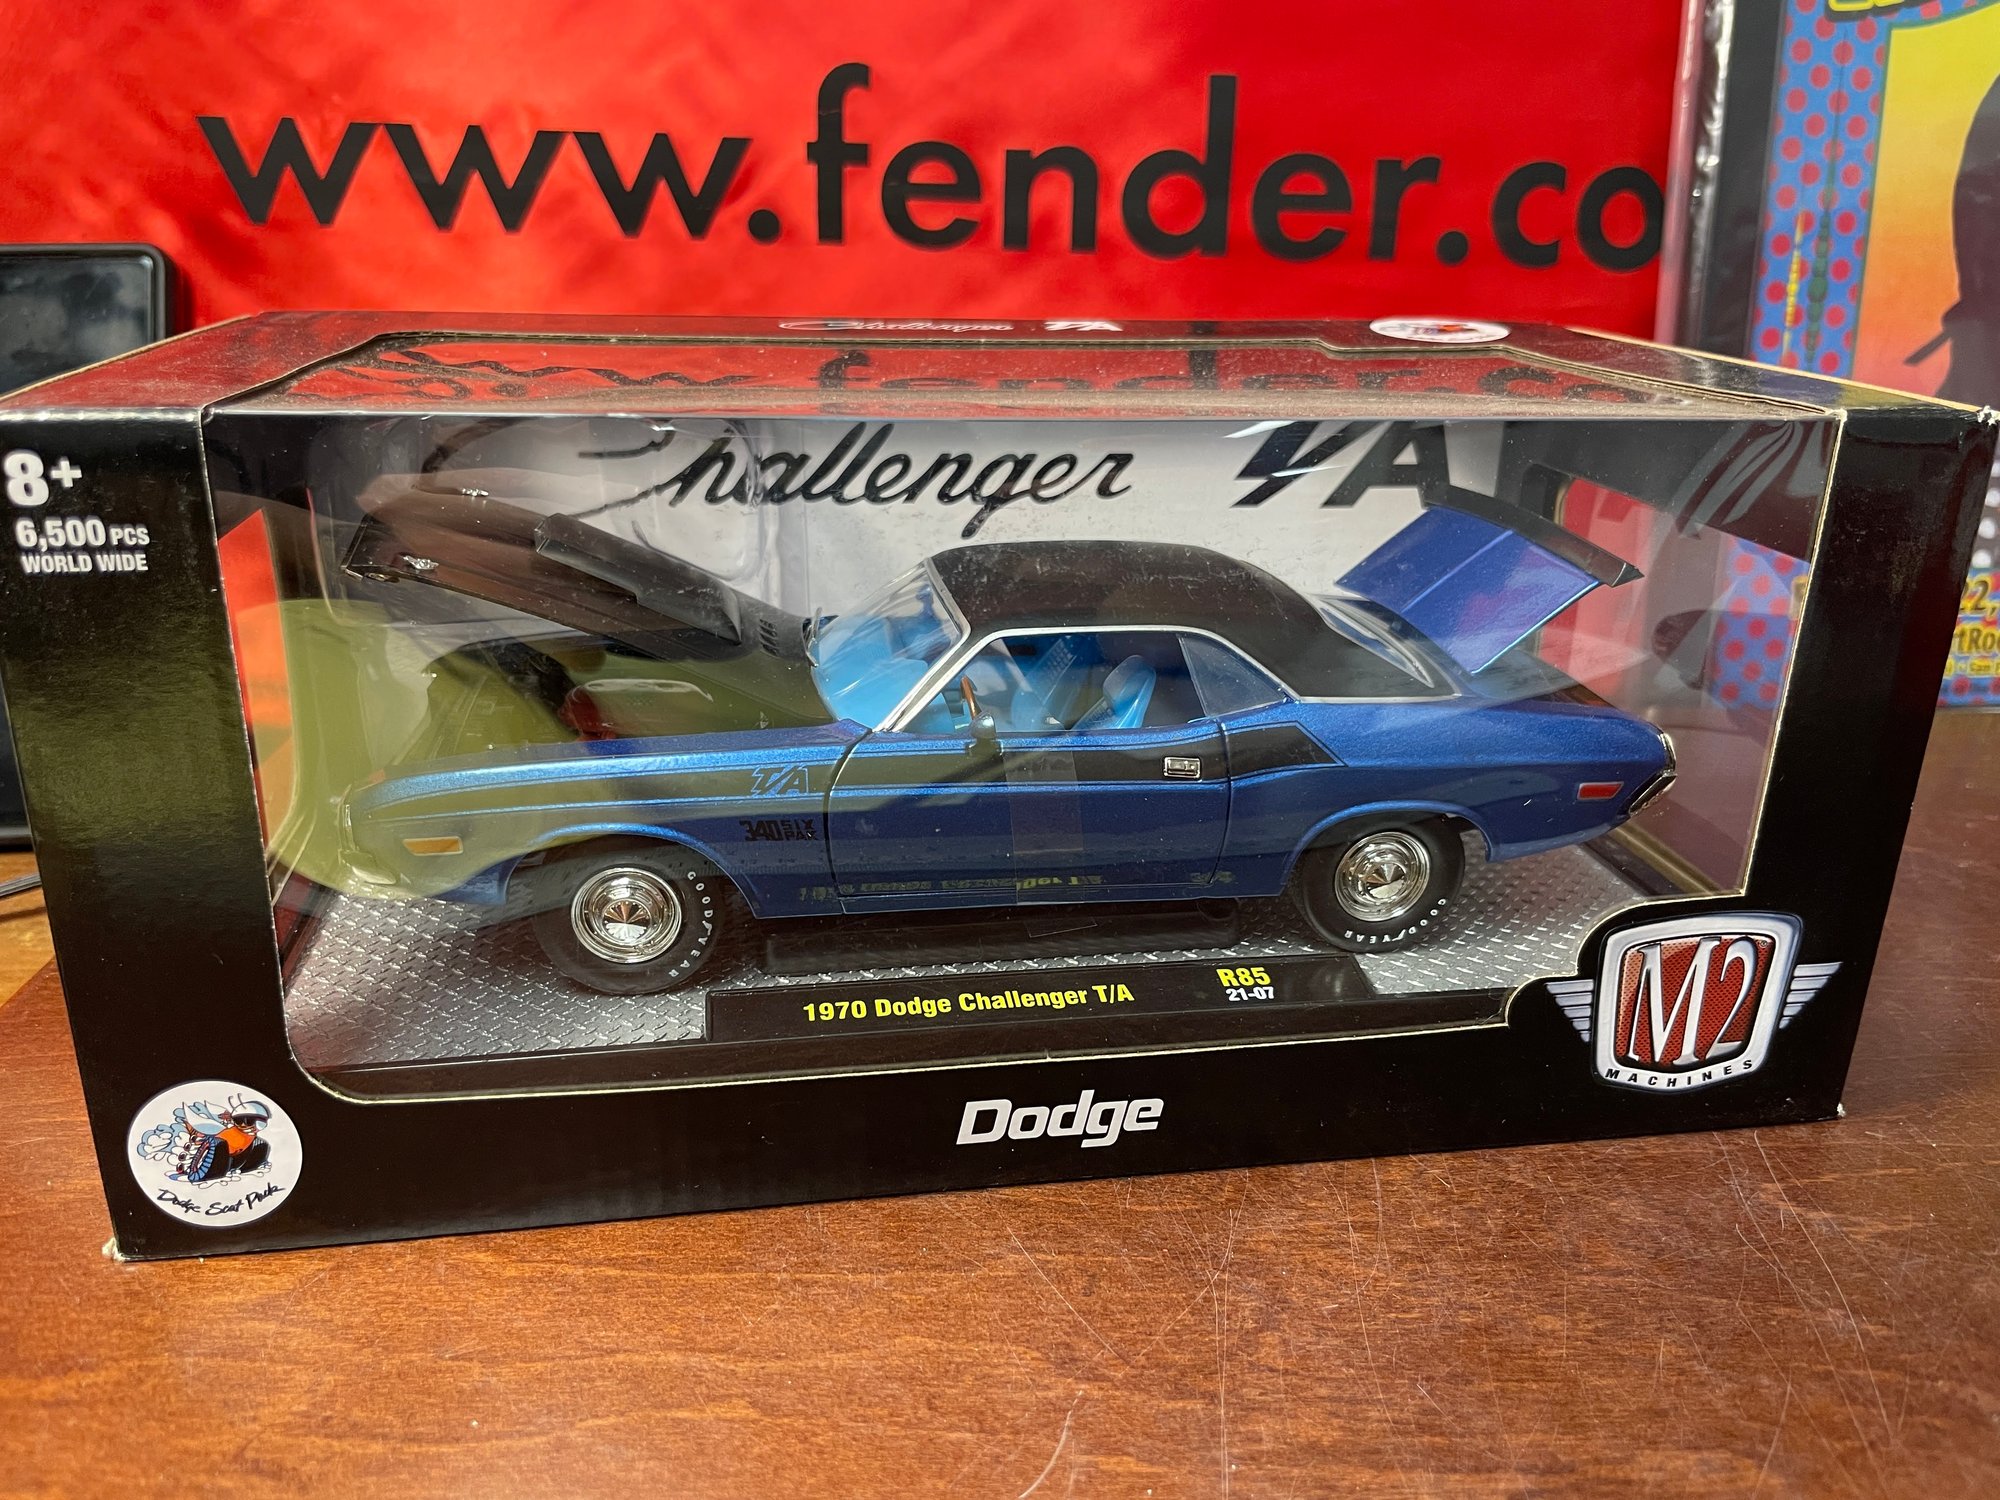 www.fender.co
Challenger T/A
8+
6,500 PCS
WORLD WIDE
Challenger T/A
T/A
340 SIX
PAK
GOODYEAR
GOODYEAR
1970 Dodge Challenger T/A R85
21-07
M2
MACHINES
Dodge
Dodge Scat Pack